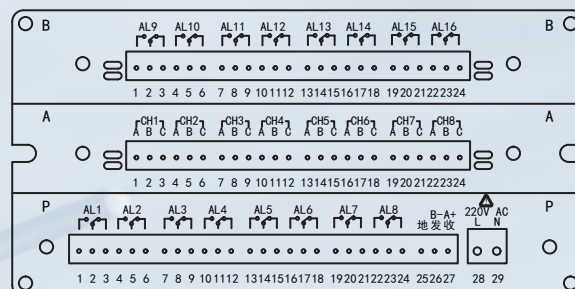 B AL9 AL10 AL11 AL12 AL13 AL14 AL15 AL16 B
1 2 3 4 5 6 7 8 9 10 11 12 13 14 15 16 17 18 19 20 21 22 23 24
A CH1 CH2 CH3 CH4 CH5 CH6 CH7 CH8 A
A B C A B C A B C A B C A B C A B C A B C A B C
1 2 3 4 5 6 7 8 9 10 11 12 13 14 15 16 17 18 19 20 21 22 23 24
P AL1 AL2 AL3 AL4 AL5 AL6 AL7 AL8 B- A+ 220V AC P
地 发 收 L N
1 2 3 4 5 6 7 8 9 10 11 12 13 14 15 16 17 18 19 20 21 22 23 24 25 26 27 28 29